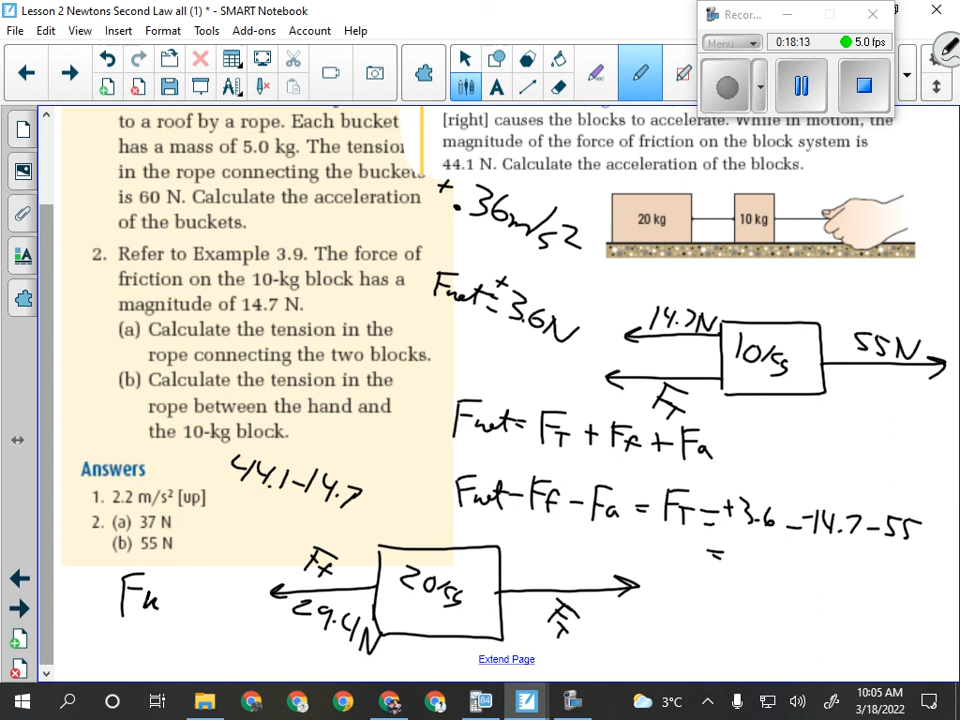 Lesson 2 Newtons Second Law all (1) * - SMART Notebook
File Edit View Insert Format Tools Add-ons Account Help
Recor...
Menu
0:18:13
5.0 fps
to a roof by a rope. Each bucket
has a mass of 5.0 kg. The tension
in the rope connecting the buckets
is 60 N. Calculate the acceleration
of the buckets.
2. Refer to Example 3.9. The force of
friction on the 10-kg block has a
magnitude of 14.7 N.
(a) Calculate the tension in the
rope connecting the two blocks.
(b) Calculate the tension in the
rope between the hand and
the 10-kg block.
Answers
1. 2.2 m/s² [up]
2. (a) 37 N
(b) 55 N
44.1-14.7
[right] causes the blocks to accelerate. While in motion, the
magnitude of the force of friction on the block system is
44.1 N. Calculate the acceleration of the blocks.
20 kg
10 kg
+.36m/s2
Fnet=+3.6N
14.7N
10kg
55N
FT
Fnet = FT + Ff + Fa
Fnet - Ff - Fa = FT = +3.6 - -14.7 - 55
=
Ff
29.4N
20kg
FT
Extend Page
3°C
10:05 AM
3/18/2022